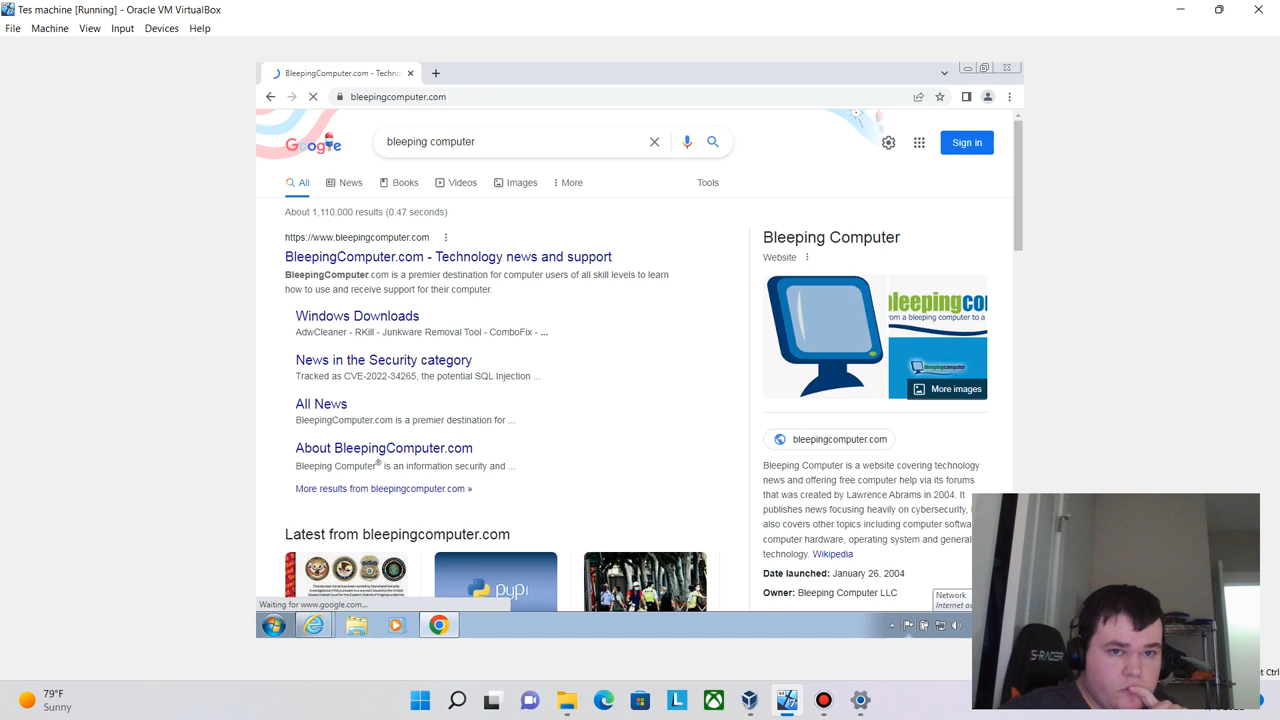 Tes machine [Running] - Oracle VM VirtualBox
File Machine View Input Devices Help
BleepingComputer.com - Techno
bleepingcomputer.com
Google
bleeping computer
Sign in
All News Books Videos Images More Tools
About 1,110,000 results (0.47 seconds)
https://www.bleepingcomputer.com
BleepingComputer.com - Technology news and support
BleepingComputer.com is a premier destination for computer users of all skill levels to learn
how to use and receive support for their computer.
Windows Downloads
AdwCleaner - RKill - Junkware Removal Tool - ComboFix - ...
News in the Security category
Tracked as CVE-2022-34265, the potential SQL Injection ...
All News
BleepingComputer.com is a premier destination for ...
About BleepingComputer.com
Bleeping Computer® is an information security and ...
More results from bleepingcomputer.com »
Latest from bleepingcomputer.com
pypi
Waiting for www.google.com...
Bleeping Computer
Website
leepingco
More images
bleepingcomputer.com
Bleeping Computer is a website covering technology
news and offering free computer help via its forums
that was created by Lawrence Abrams in 2004. It
publishes news focusing heavily on cybersecurity,
also covers other topics including computer softwa
computer hardware, operating system and general
technology. Wikipedia
Date launched: January 26, 2004
Owner: Bleeping Computer LLC
Network
Internet ac
S-RACER
t Ctrl
79°F
Sunny